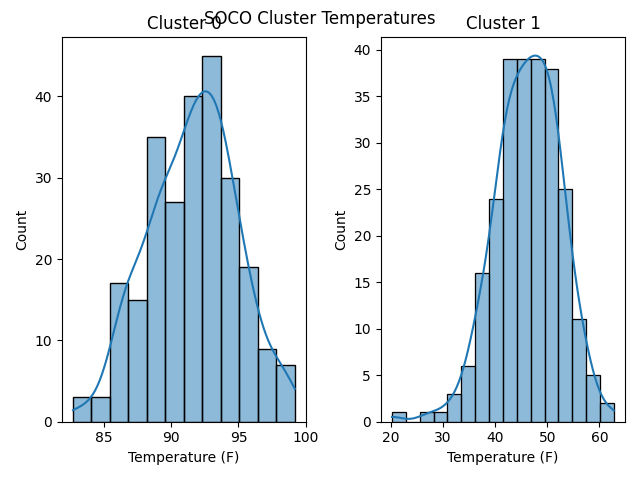 SOCO Cluster Temperatures
Cluster 0
Count
40
30
20
10
0
85 90 95 100
Temperature (F)
Cluster 1
Count
40
35
30
25
20
15
10
5
0
20 30 40 50 60
Temperature (F)